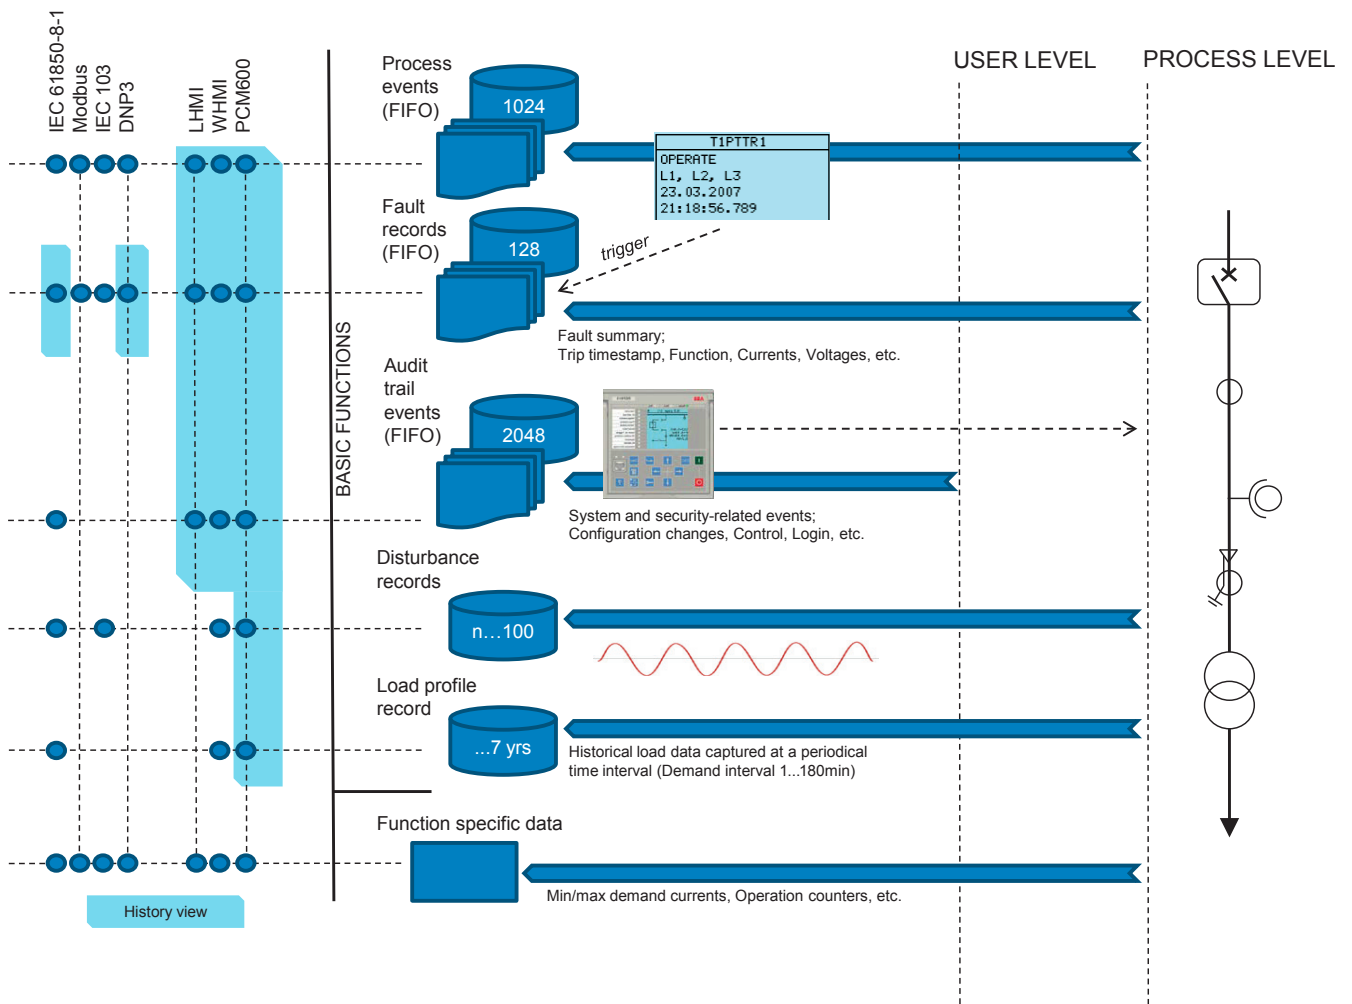 IEC 61850-8-1
Modbus
IEC 103
DNP3
LHMI
WHMI
PCM600
USER LEVEL
PROCESS LEVEL
BASIC FUNCTIONS
Process
events
(FIFO)
1024
T1PTTR1
OPERATE
L1, L2, L3
23.03.2007
21:18:56.789
Fault
records
(FIFO)
128
trigger
Fault summary;
Trip timestamp, Function, Currents, Voltages, etc.
Audit
trail
events
(FIFO)
2048
System and security-related events;
Configuration changes, Control, Login, etc.
Disturbance
records
n...100
Load profile
record
...7 yrs
Historical load data captured at a periodical
time interval (Demand interval 1...180min)
Function specific data
Min/max demand currents, Operation counters, etc.
History view